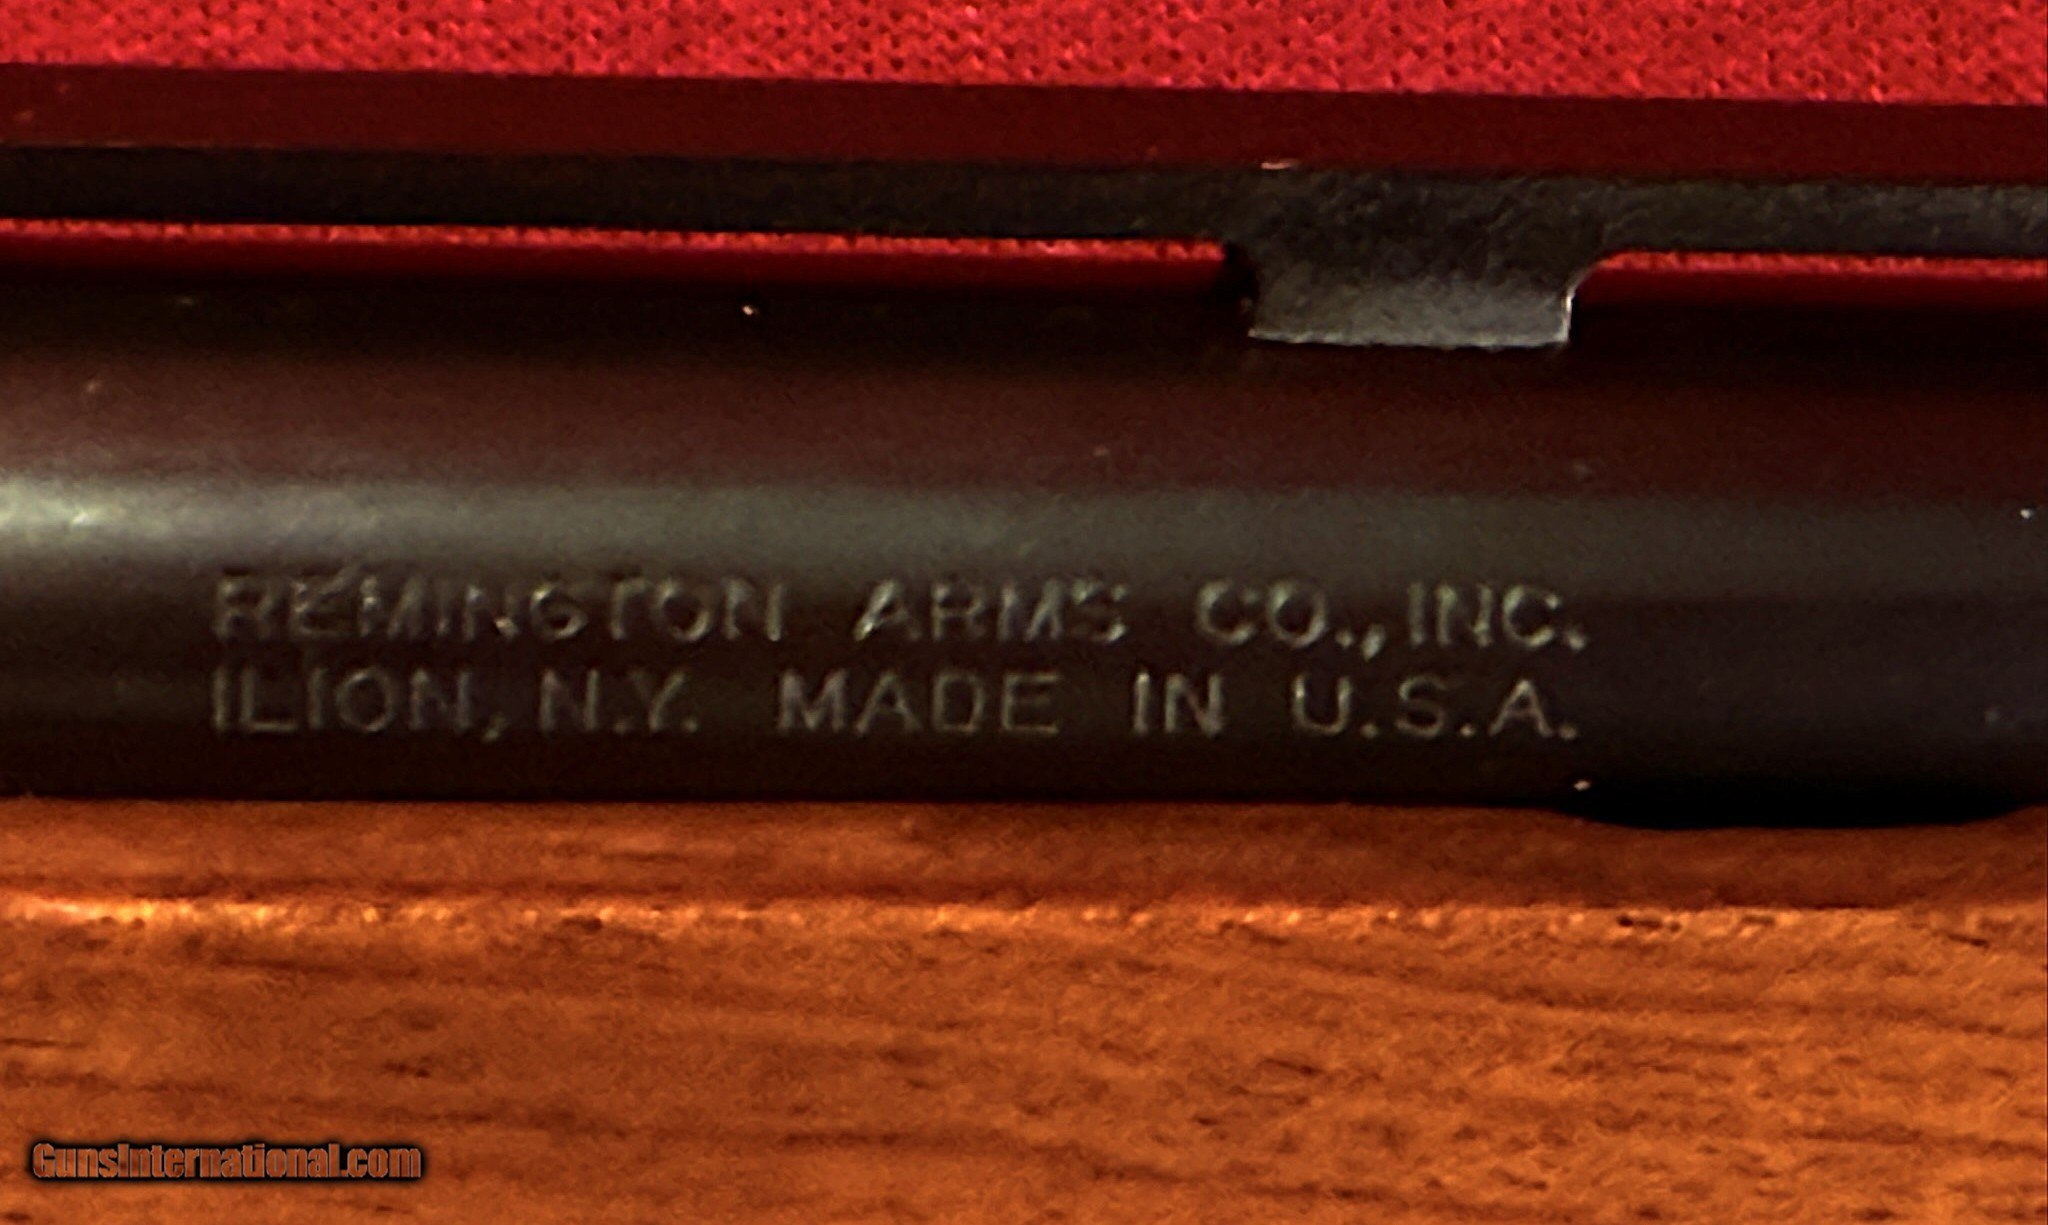 REMINGTON ARMS CO., INC.
ILION, N.Y. MADE IN U.S.A.
GunsInternational.com